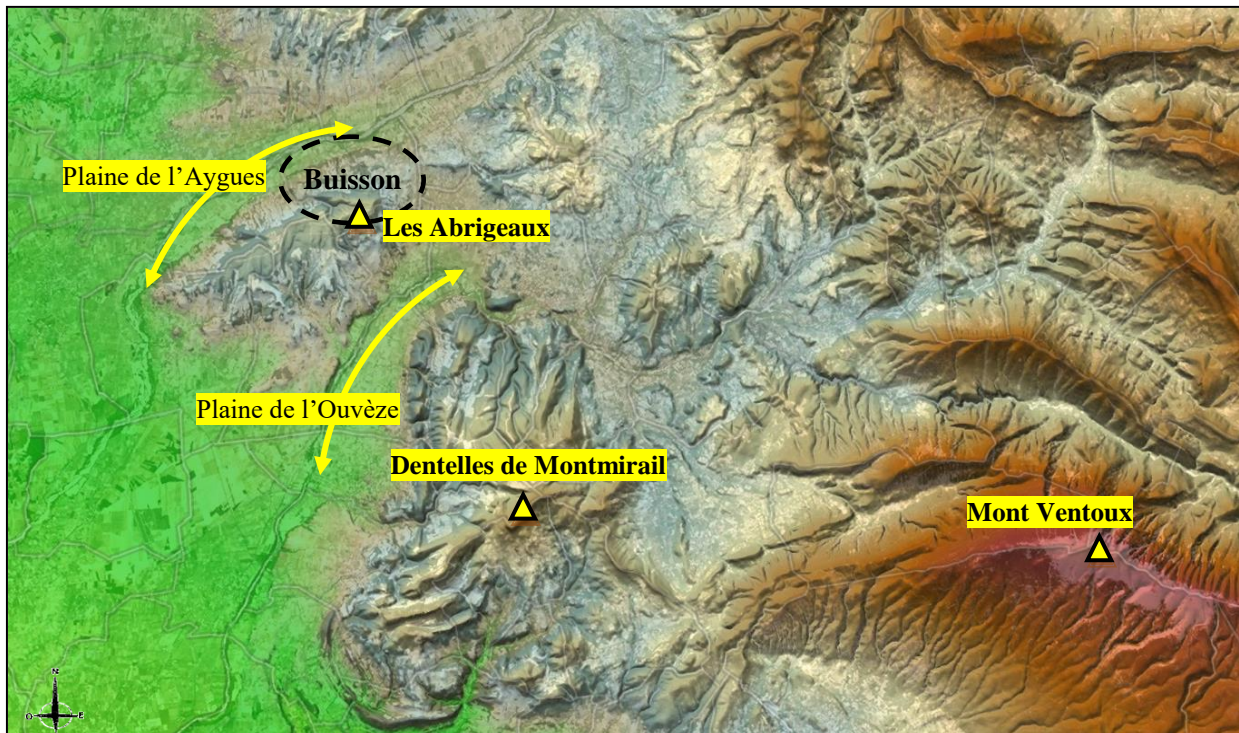 Plaine de l’Aygues
Buisson
Les Abrigeaux
Plaine de l’Ouvèze
Dentelles de Montmirail
Mont Ventoux
N
O
E